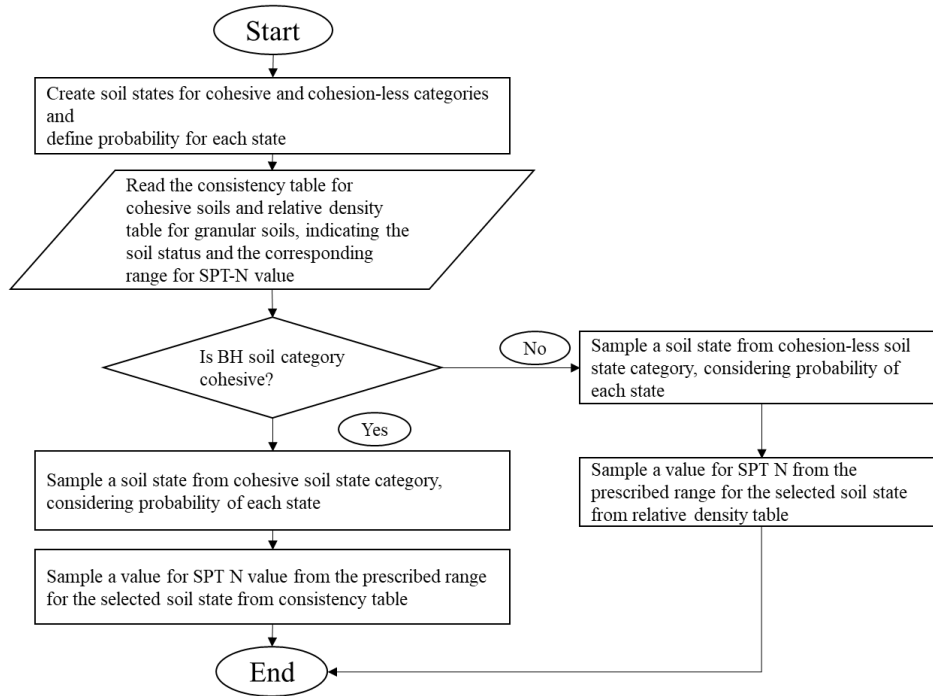 Start
Create soil states for cohesive and cohesion-less categories
and
define probability for each state
Read the consistency table for
cohesive soils and relative density
table for granular soils, indicating the
soil status and the corresponding
range for SPT-N value
Is BH soil category
cohesive?
No
Sample a soil state from cohesion-less soil
state category, considering probability of
each state
Yes
Sample a soil state from cohesive soil state category,
considering probability of each state
Sample a value for SPT N from the
prescribed range for the selected soil state
from relative density table
Sample a value for SPT N value from the prescribed range
for the selected soil state from consistency table
End